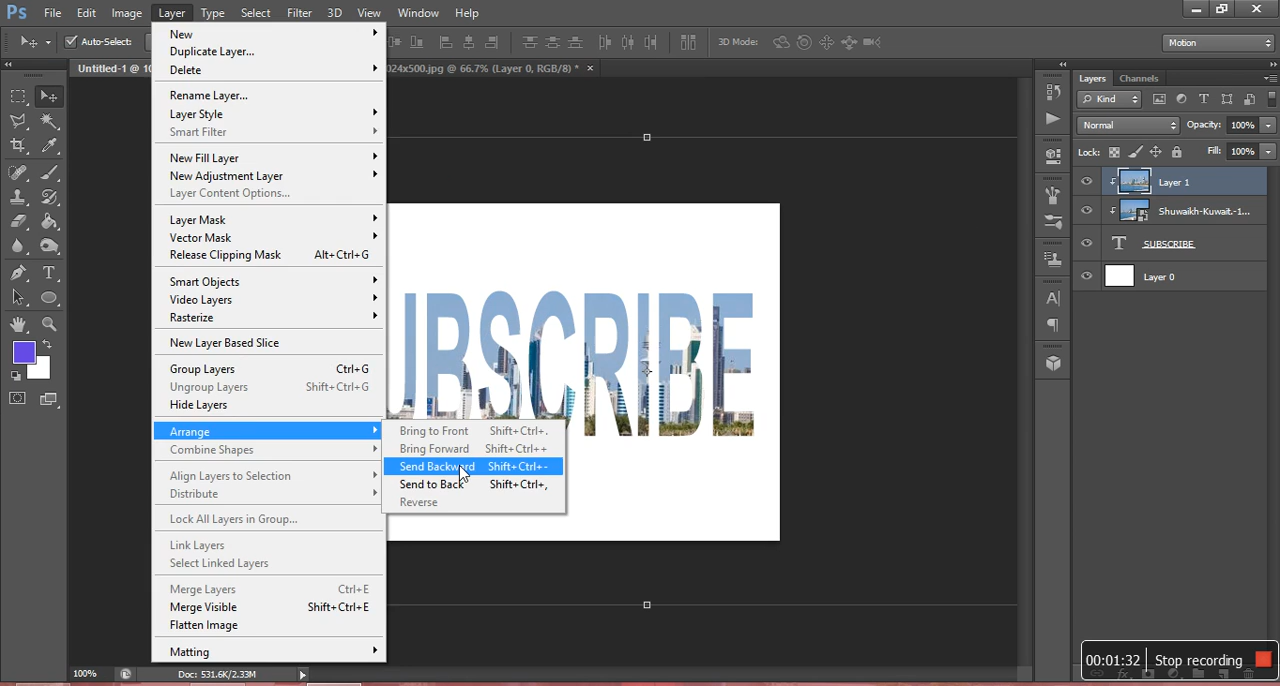 Ps File Edit Image Layer Type Select Filter 3D View Window Help
Auto-Select: 3D Mode: Motion
Untitled-1 @ 10 024x500.jpg @ 66.7% (Layer 0, RGB/8) * ×
New
Duplicate Layer...
Delete
Rename Layer...
Layer Style
Smart Filter
New Fill Layer
New Adjustment Layer
Layer Content Options...
Layer Mask
Vector Mask
Release Clipping Mask Alt+Ctrl+G
Smart Objects
Video Layers
Rasterize
New Layer Based Slice
Group Layers Ctrl+G
Ungroup Layers Shift+Ctrl+G
Hide Layers
Arrange
Combine Shapes
Align Layers to Selection
Distribute
Lock All Layers in Group...
Link Layers
Select Linked Layers
Merge Layers Ctrl+E
Merge Visible Shift+Ctrl+E
Flatten Image
Matting
Bring to Front Shift+Ctrl+.
Bring Forward Shift+Ctrl++
Send Backward Shift+Ctrl+-
Send to Back Shift+Ctrl+,
Reverse
UBSCRIBE
Layers Channels
Kind
Normal Opacity: 100%
Lock: Fill: 100%
Layer 1
Shuwaikh-Kuwait.-1...
SUBSCRIBE
Layer 0
100% Doc: 531.6K/2.33M
00:01:32 Stop recording